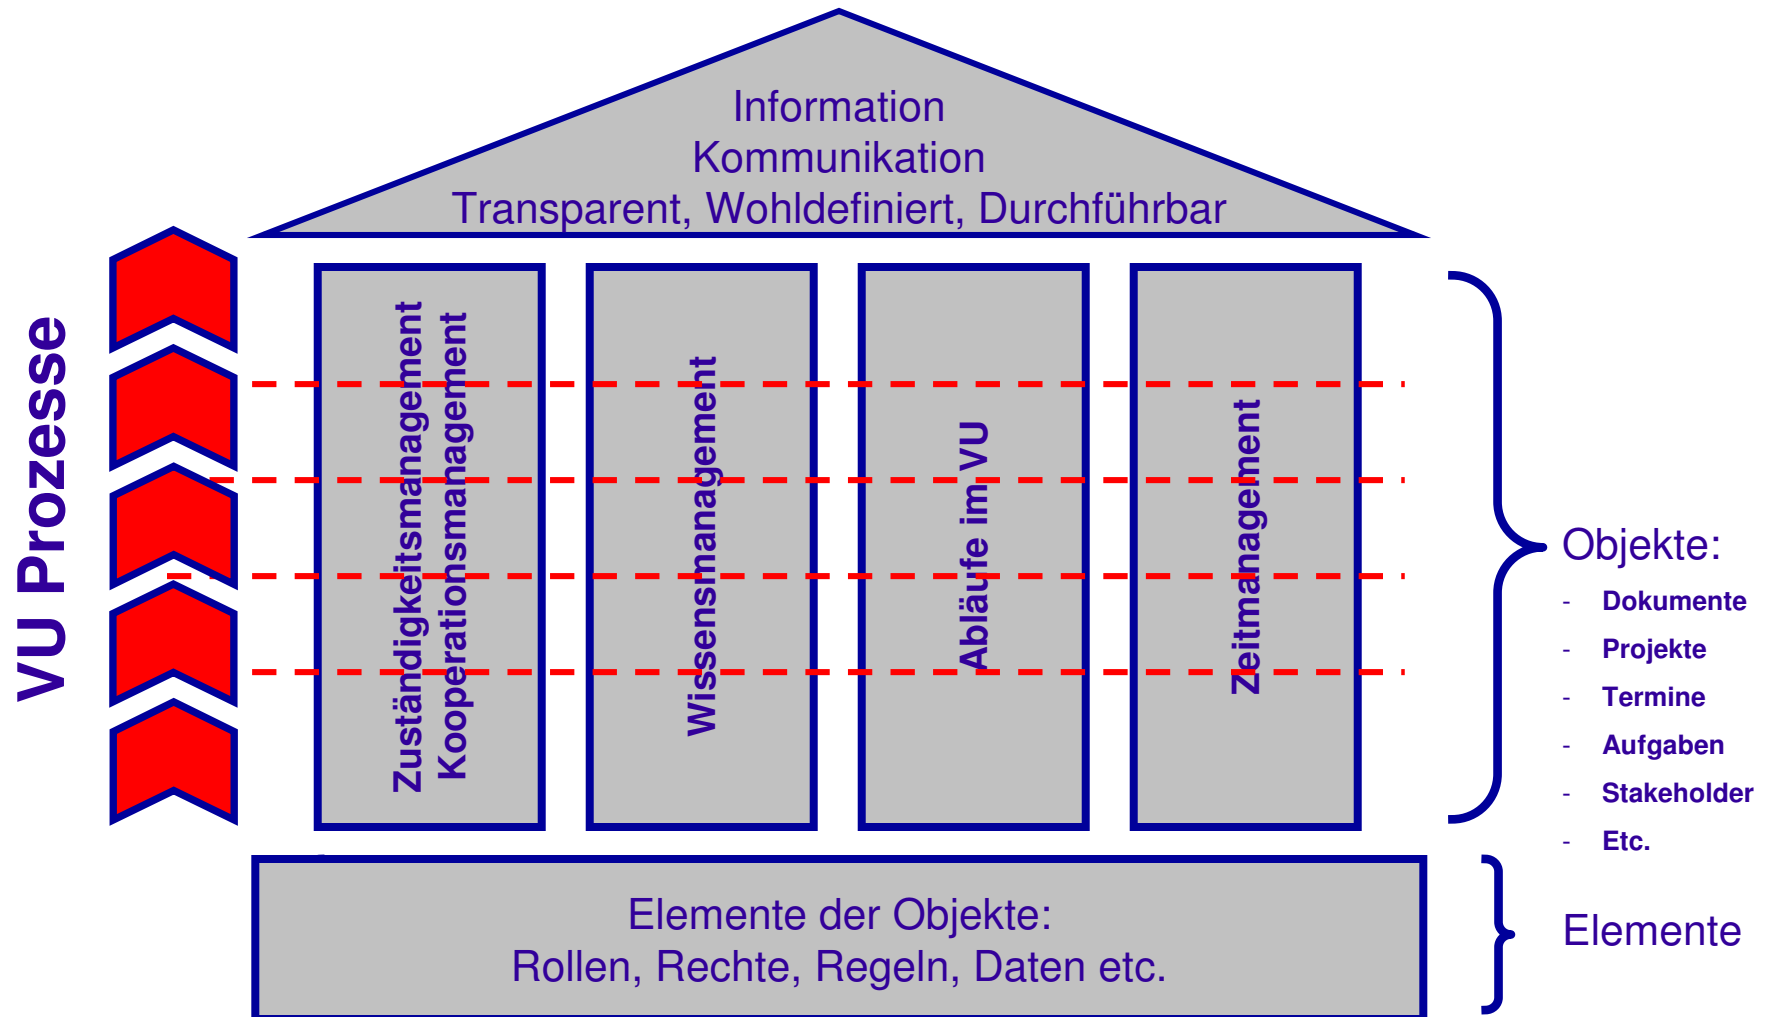 Information
Kommunikation
Transparent, Wohldefiniert, Durchführbar
VU Prozesse
Zuständigkeitsmanagement
Kooperationsmanagement
Wissensmanagement
Abläufe im VU
Zeitmanagement
Objekte:
- Dokumente
- Projekte
- Termine
- Aufgaben
- Stakeholder
- Etc.
Elemente der Objekte:
Rollen, Rechte, Regeln, Daten etc.
Elemente